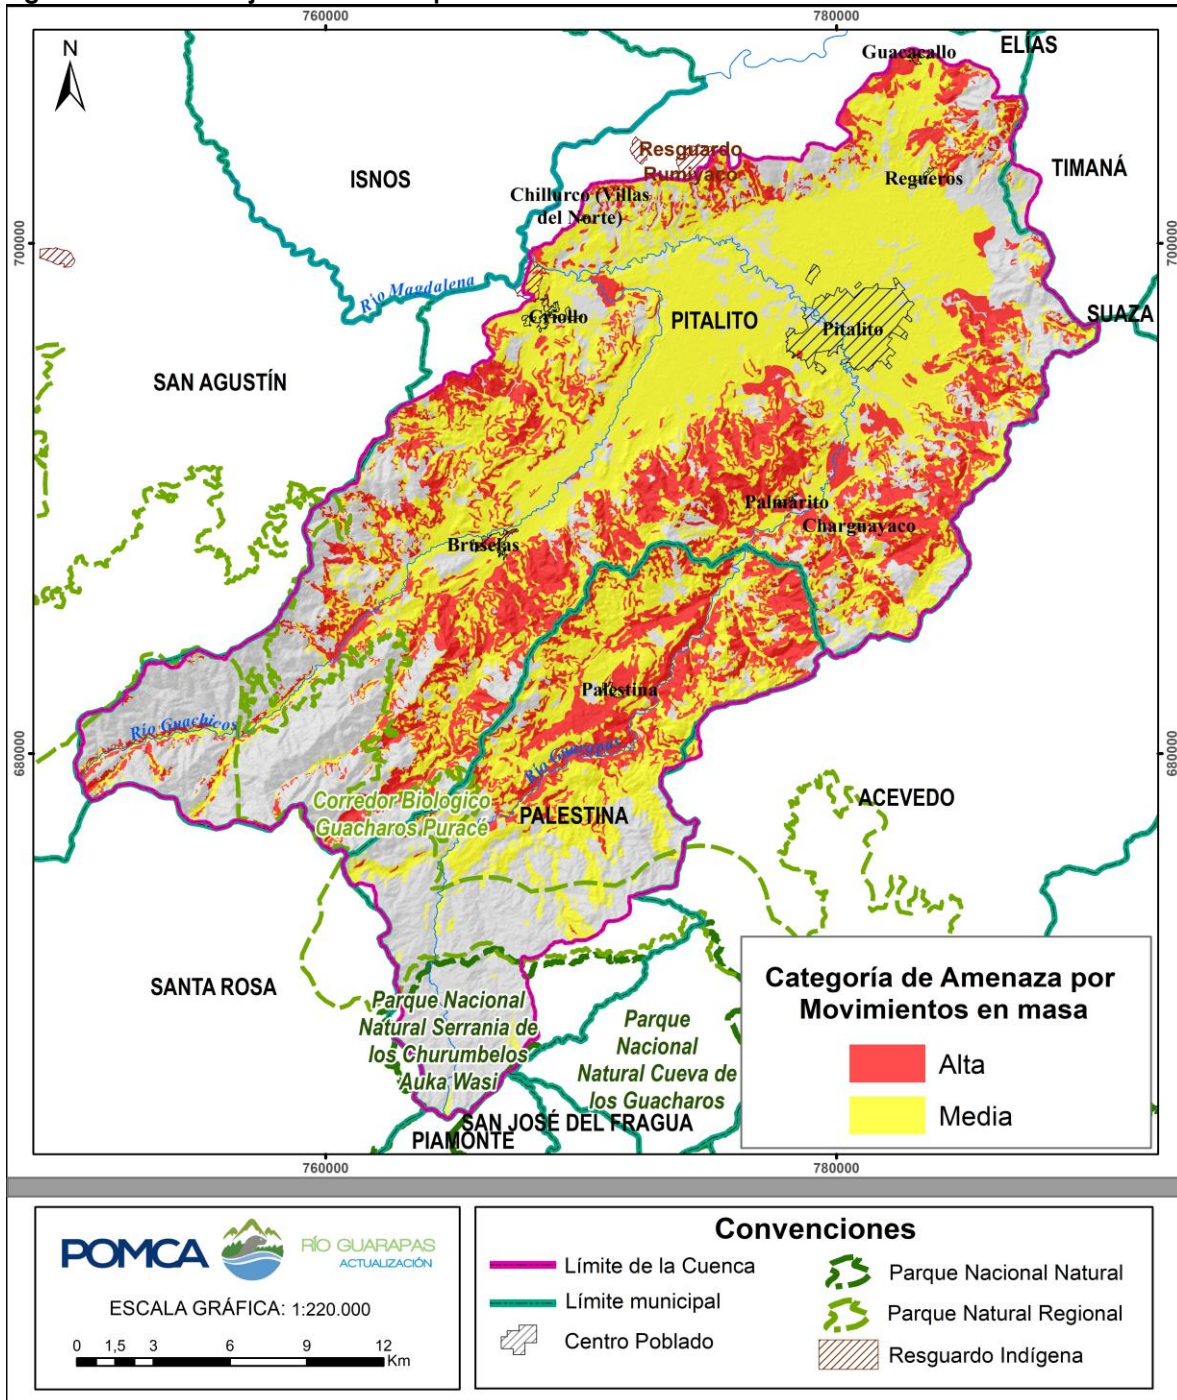 760000
780000
N
ELIAS
Guacacallo
TIMANÁ
ISNOS
Resguardo
Rumiyaco
Regueros
Chillurco (Villas
del Norte)
700000
700000
Río Magdalena
SUAZA
Criollo
PITALITO
Pitalito
SAN AGUSTÍN
Palmarito
Charguayaco
Bruselas
Palestina
Río Guachicos
Río Guarapas
680000
680000
Corredor Biologico
Guacharos Puracé
PALESTINA
ACEVEDO
SANTA ROSA
Parque Nacional
Natural Serrania de
los Churumbelos
Auka Wasi
Parque
Nacional
Natural Cueva de
los Guacharos
SAN JOSÉ DEL FRAGUA
PIAMONTE
Categoría de Amenaza por
Movimientos en masa
Alta
Media
760000
780000
POMCA
RÍO GUARAPAS
ACTUALIZACIÓN
ESCALA GRÁFICA: 1:220.000
0 1,5 3 6 9 12
Km
Convenciones
Límite de la Cuenca
Límite municipal
Centro Poblado
Parque Nacional Natural
Parque Natural Regional
Resguardo Indígena